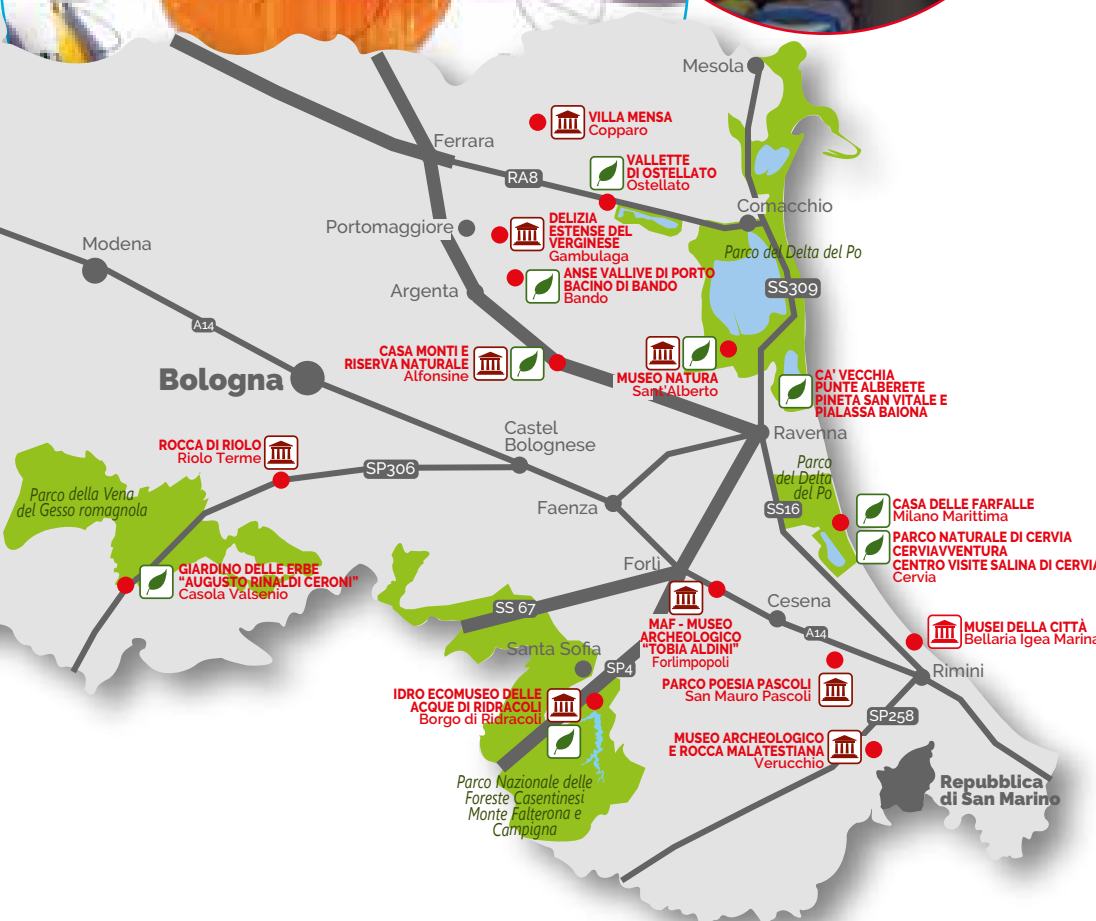 Mesola
VILLA MENSA
Copparo
Ferrara
VALLETTE
DI OSTELLATO
Ostellato
RA8
Comacchio
Portomaggiore
DELIZIA
ESTENSE DEL
VERGINESE
Gambulaga
Modena
Parco del Delta del Po
ANSE VALLIVE DI PORTO
BACINO DI BANDO
Bando
SS309
Argenta
A14
CASA MONTI E
RISERVA NATURALE
Alfonsine
MUSEO NATURA
Sant'Alberto
Bologna
CA' VECCHIA
PUNTE ALBERETE
PINETA SAN VITALE E
PIALASSA BAIONA
Castel
Bolognese
Ravenna
ROCCA DI RIOLO
Riolo Terme
SP306
Parco
del Delta
del Po
Parco della Vena
del Gesso romagnola
Faenza
SS16
CASA DELLE FARFALLE
Milano Marittima
PARCO NATURALE DI CERVIA
CERVIAVVENTURA
CENTRO VISITE SALINA DI CERVIA
Cervia
Forlì
GIARDINO DELLE ERBE
"AUGUSTO RINALDI CERONI"
Casola Valsenio
SS 67
Cesena
MAF - MUSEO
ARCHEOLOGICO
"TOBIA ALDINI"
Forlimpopoli
A14
MUSEI DELLA CITTÀ
Bellaria Igea Marina
Santa Sofia
SP4
Rimini
PARCO POESIA PASCOLI
San Mauro Pascoli
IDRO ECOMUSEO DELLE
ACQUE DI RIDRACOLI
Borgo di Ridracoli
SP258
MUSEO ARCHEOLOGICO
E ROCCA MALATESTIANA
Verucchio
Parco Nazionale delle
Foreste Casentinesi
Monte Falterona e
Campigna
Repubblica
di San Marino